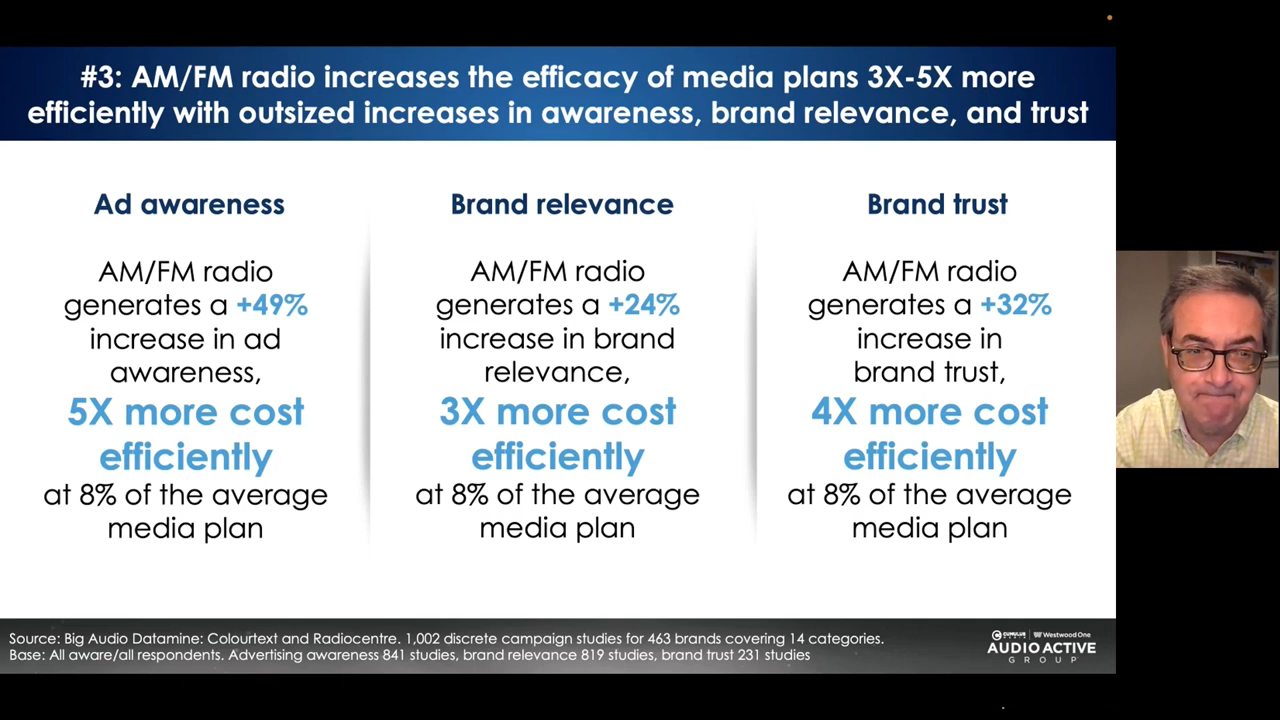 #3: AM/FM radio increases the efficacy of media plans 3X-5X more
efficiently with outsized increases in awareness, brand relevance, and trust
Ad awareness
AM/FM radio
generates a +49%
increase in ad
awareness,
5X more cost
efficiently
at 8% of the average
media plan
Brand relevance
AM/FM radio
generates a +24%
increase in brand
relevance,
3X more cost
efficiently
at 8% of the average
media plan
Brand trust
AM/FM radio
generates a +32%
increase in
brand trust,
4X more cost
efficiently
at 8% of the average
media plan
Source: Big Audio Datamine: Colourtext and Radiocentre. 1,002 discrete campaign studies for 463 brands covering 14 categories.
Base: All aware/all respondents. Advertising awareness 841 studies, brand relevance 819 studies, brand trust 231 studies
CUMULUS MEDIA | Westwood One
AUDIO ACTIVE
GROUP